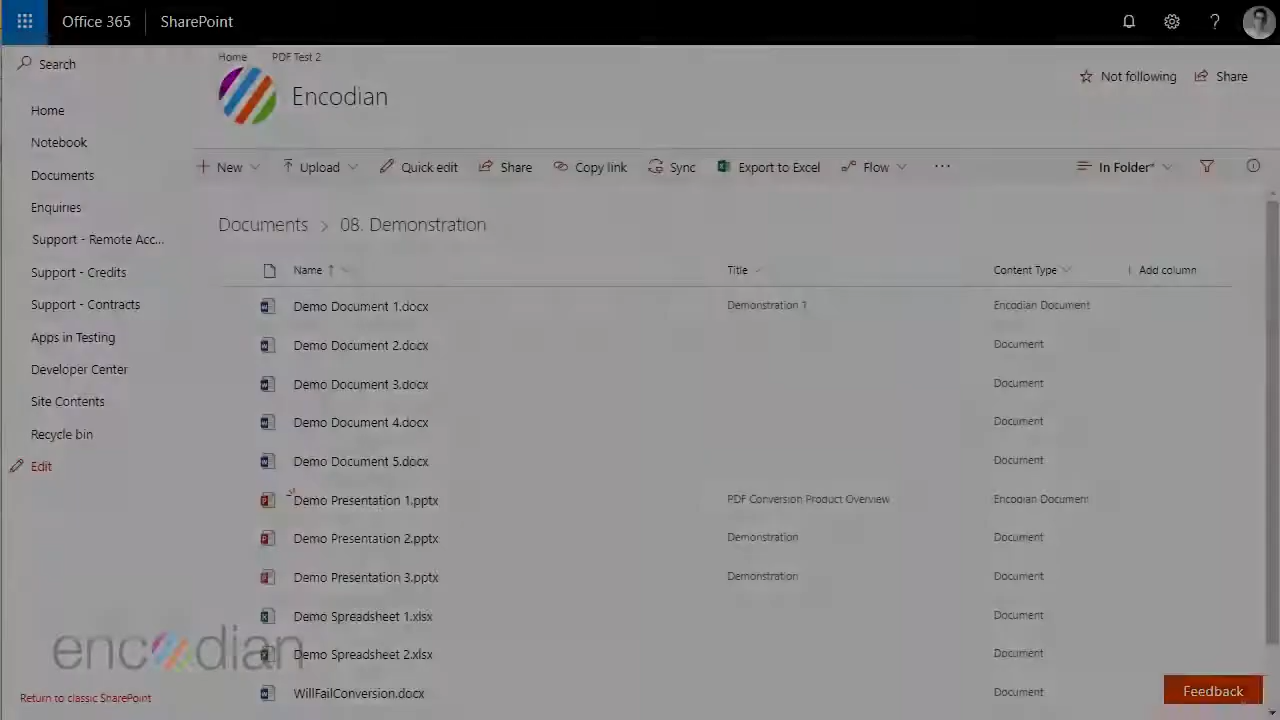 Office 365 SharePoint
Search
Home PDF Test 2
Encodian
Not following Share
Home
Notebook
Documents
Enquiries
Support - Remote Acc...
Support - Credits
Support - Contracts
Apps in Testing
Developer Center
Site Contents
Recycle bin
Edit
Return to classic SharePoint
New Upload Quick edit Share Copy link Sync Export to Excel Flow ... In Folder*
Documents > 08. Demonstration
Name Title Content Type Add column
Demo Document 1.docx Demonstration 1 Encodian Document
Demo Document 2.docx Document
Demo Document 3.docx Document
Demo Document 4.docx Document
Demo Document 5.docx Document
Demo Presentation 1.pptx PDF Conversion Product Overview Encodian Document
Demo Presentation 2.pptx Demonstration Document
Demo Presentation 3.pptx Demonstration Document
Demo Spreadsheet 1.xlsx Document
Demo Spreadsheet 2.xlsx Document
WillFailConversion.docx Document
encodian
Feedback